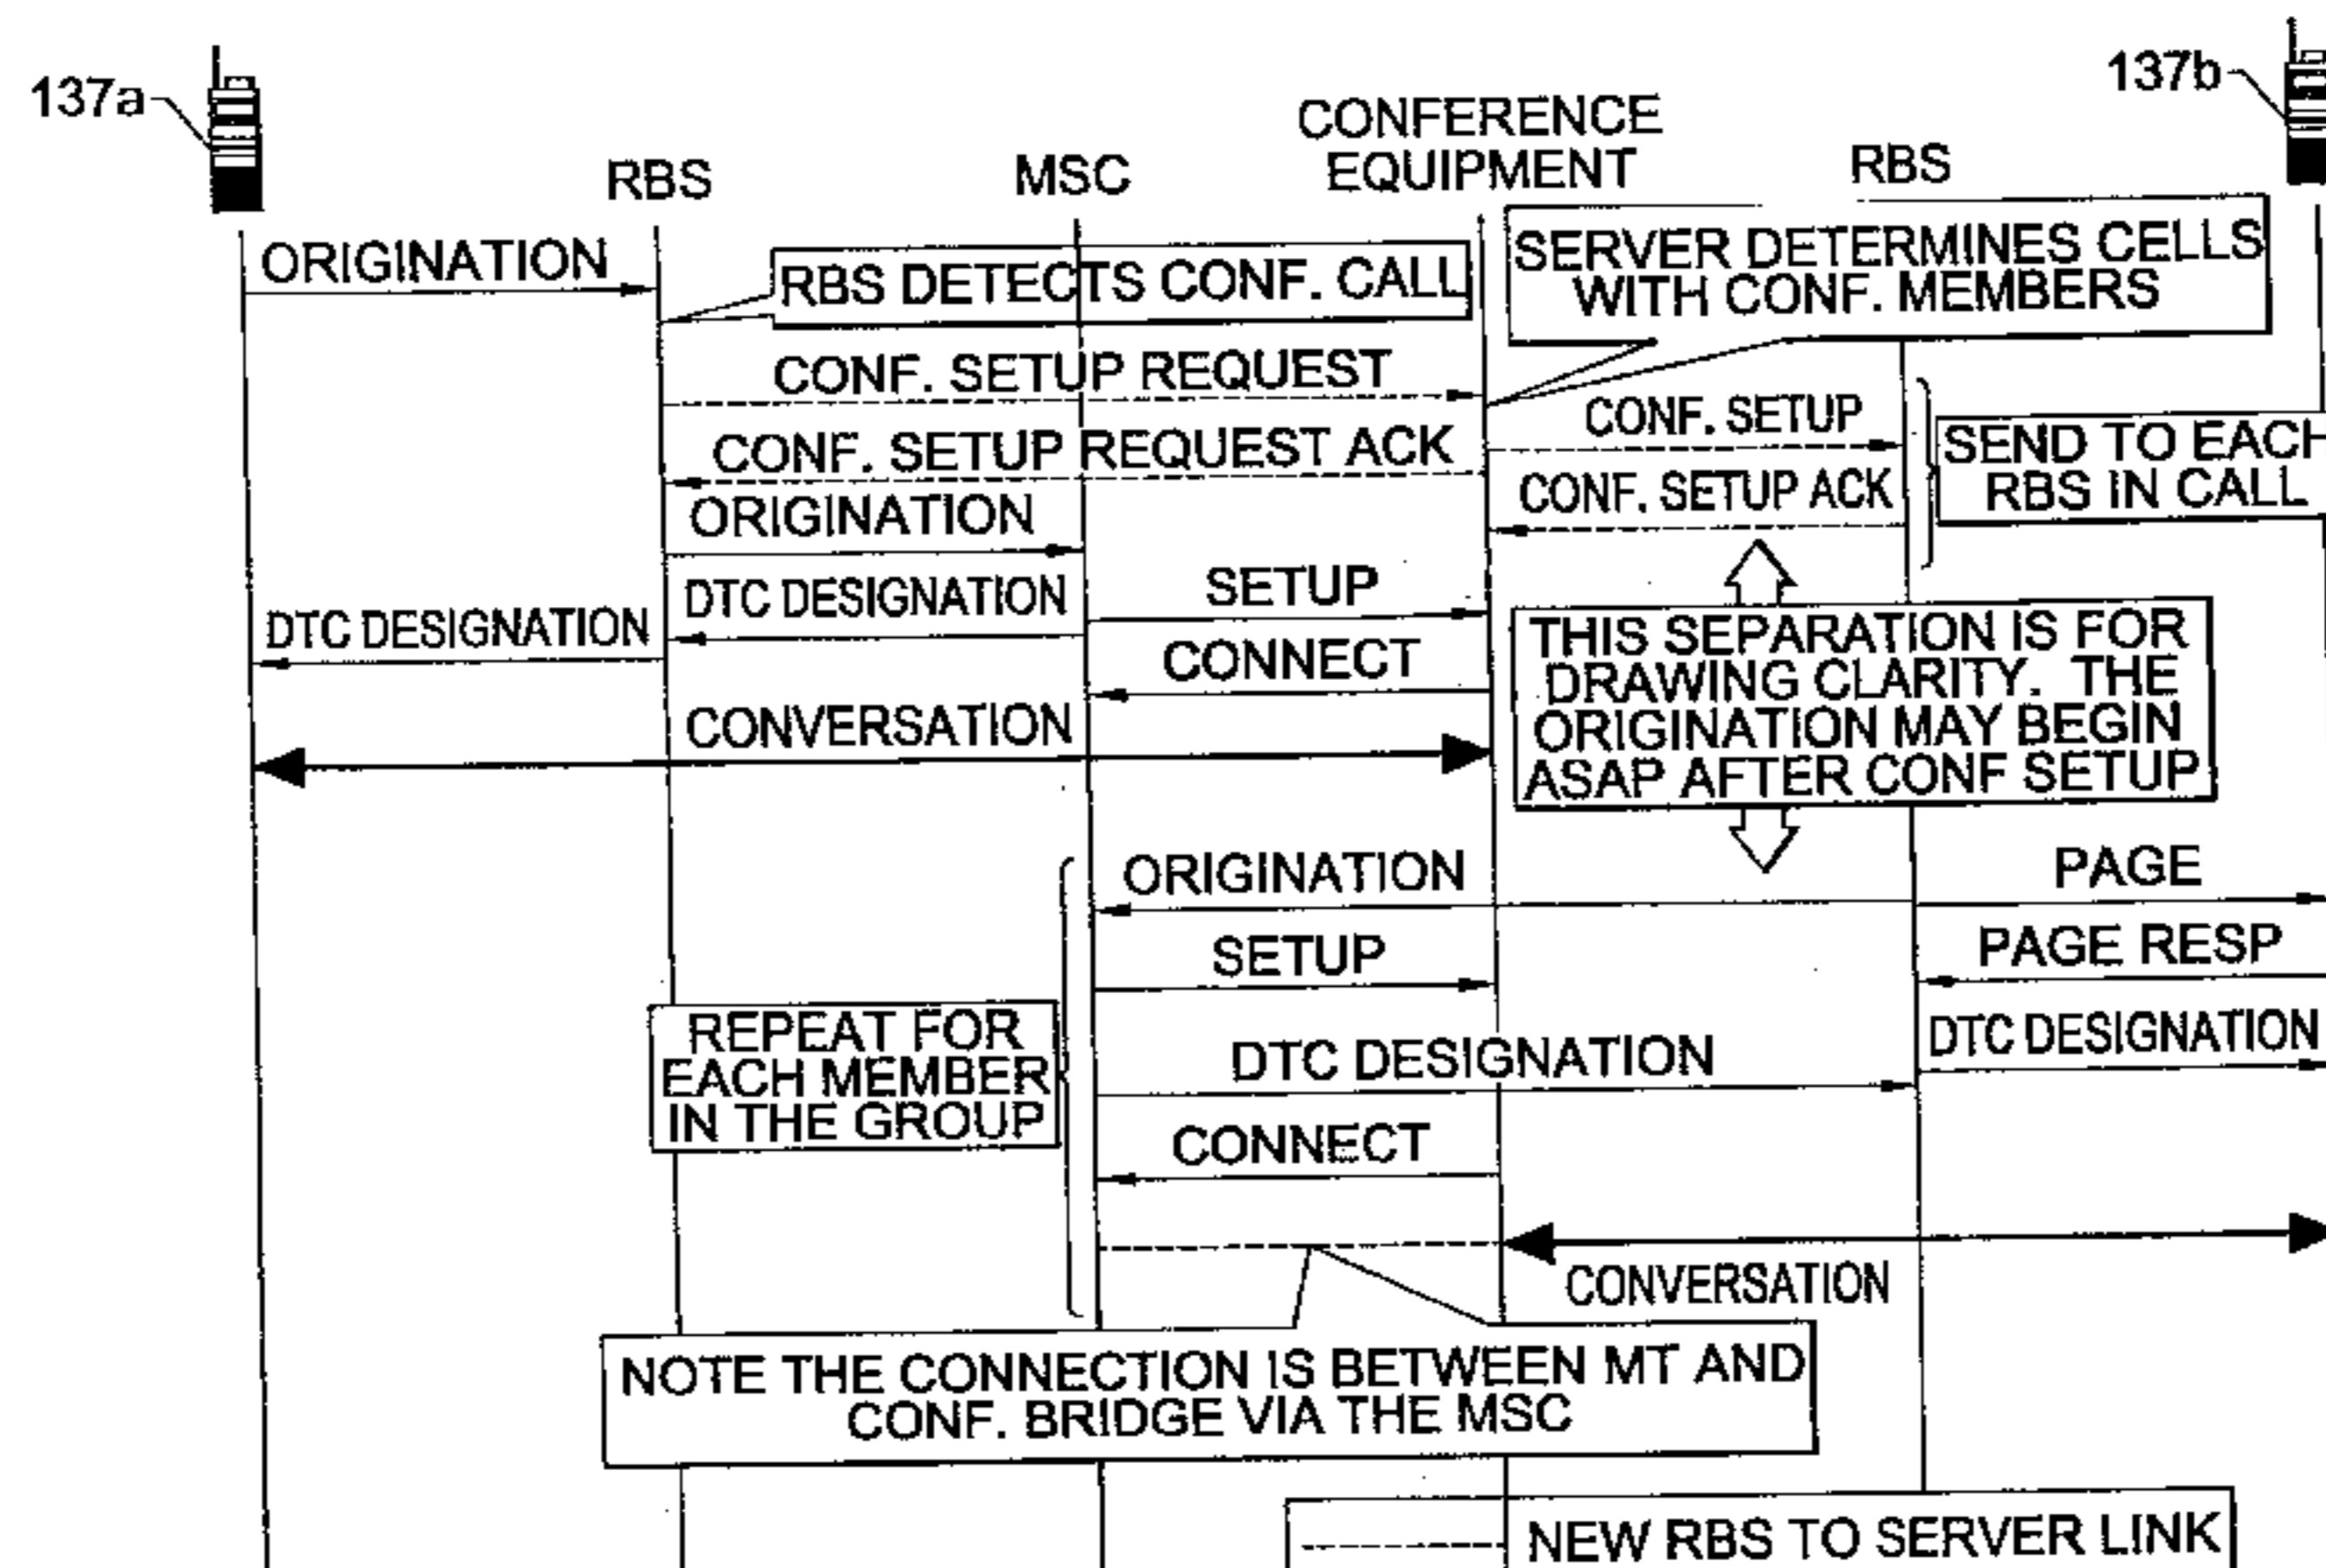 137a
137b
RBS
MSC
CONFERENCE
EQUIPMENT
RBS
ORIGINATION
RBS DETECTS CONF. CALL
SERVER DETERMINES CELLS
WITH CONF. MEMBERS
CONF. SETUP REQUEST
CONF. SETUP
CONF. SETUP REQUEST ACK
SEND TO EACH
RBS IN CALL
CONF. SETUP ACK
ORIGINATION
DTC DESIGNATION
DTC DESIGNATION
SETUP
CONNECT
THIS SEPARATION IS FOR
DRAWING CLARITY. THE
ORIGINATION MAY BEGIN
ASAP AFTER CONF SETUP
CONVERSATION
ORIGINATION
PAGE
SETUP
PAGE RESP
REPEAT FOR
EACH MEMBER
IN THE GROUP
DTC DESIGNATION
DTC DESIGNATION
CONNECT
CONVERSATION
NOTE THE CONNECTION IS BETWEEN MT AND
CONF. BRIDGE VIA THE MSC
NEW RBS TO SERVER LINK